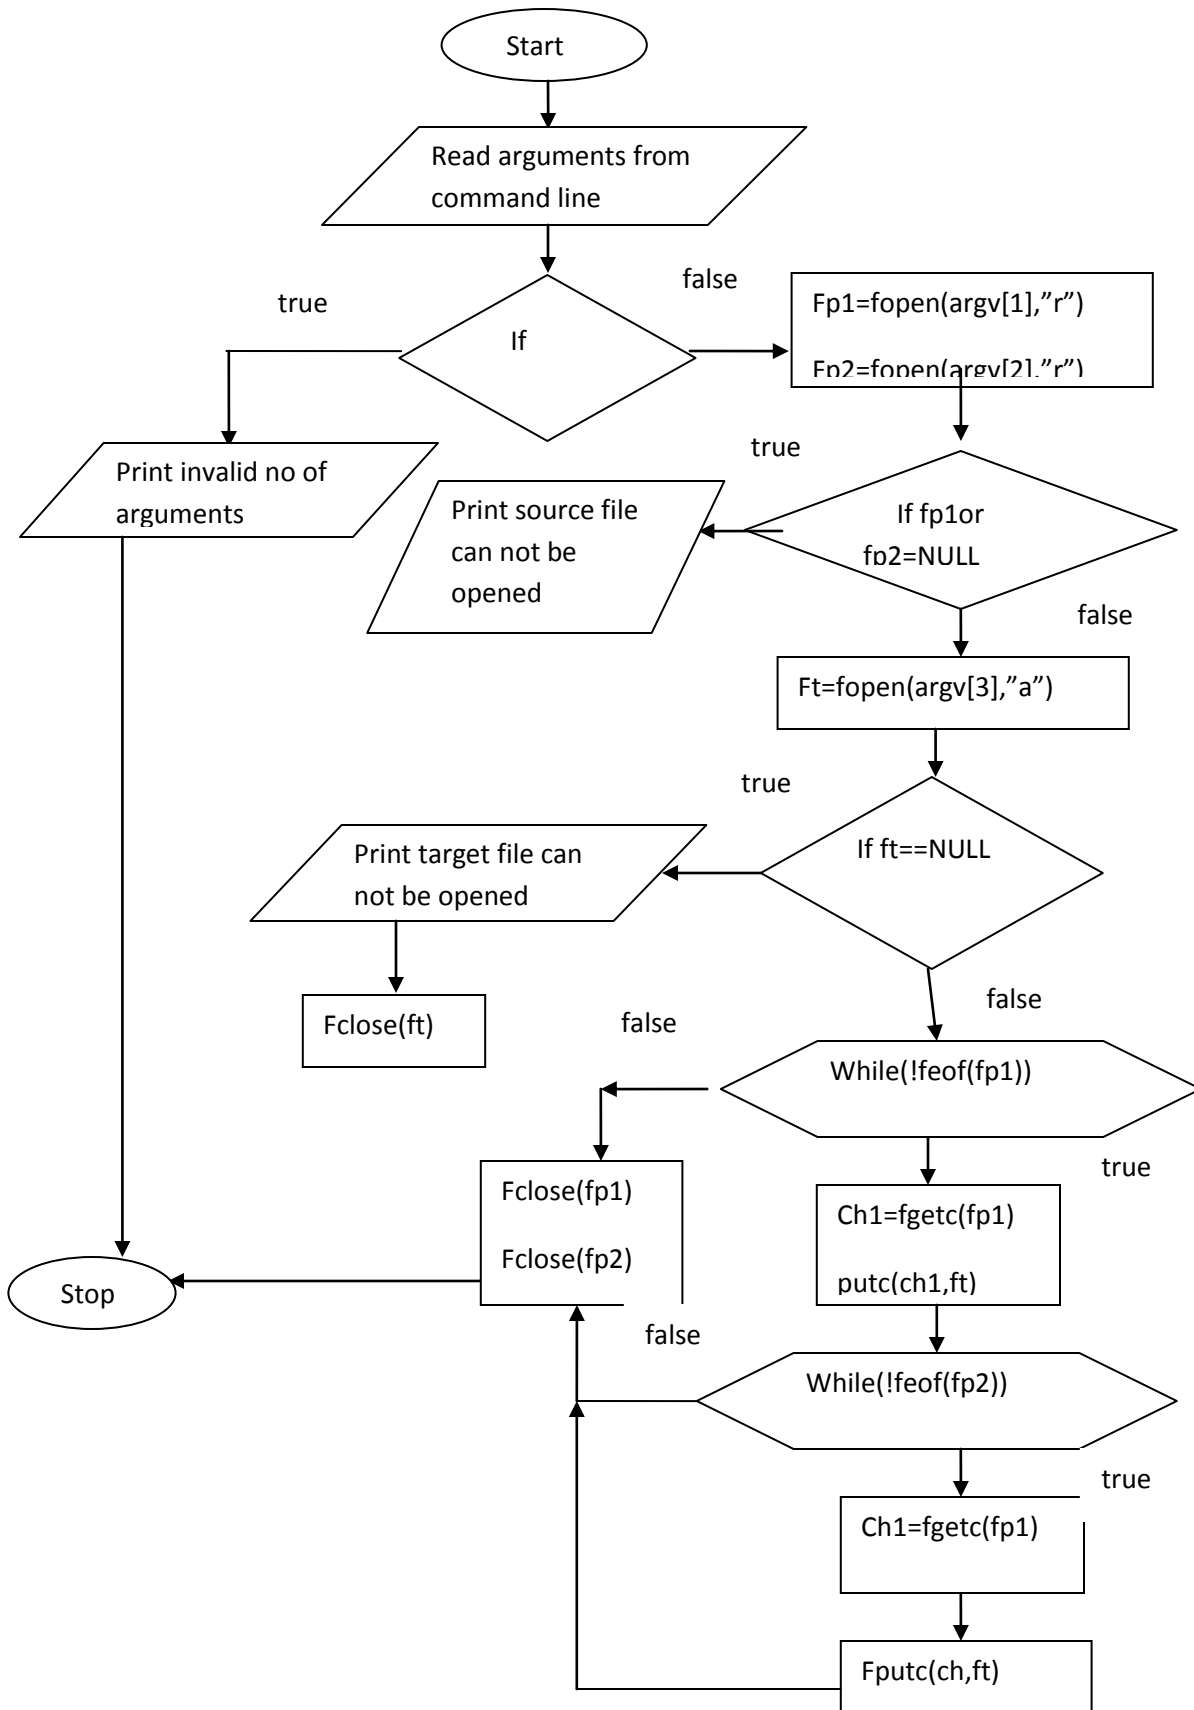 Start
Read arguments from
command line
false
true
If
Fp1=fopen(argv[1],”r”)
Fp2=fopen(argv[2],”r”)
true
Print invalid no of
arguments
Print source file
can not be
opened
If fp1or
fp2=NULL
false
Ft=fopen(argv[3],”a”)
true
If ft==NULL
Print target file can
not be opened
false
Fclose(ft)
false
While(!feof(fp1))
true
Fclose(fp1)
Fclose(fp2)
Ch1=fgetc(fp1)
putc(ch1,ft)
Stop
false
While(!feof(fp2))
true
Ch1=fgetc(fp1)
Fputc(ch,ft)